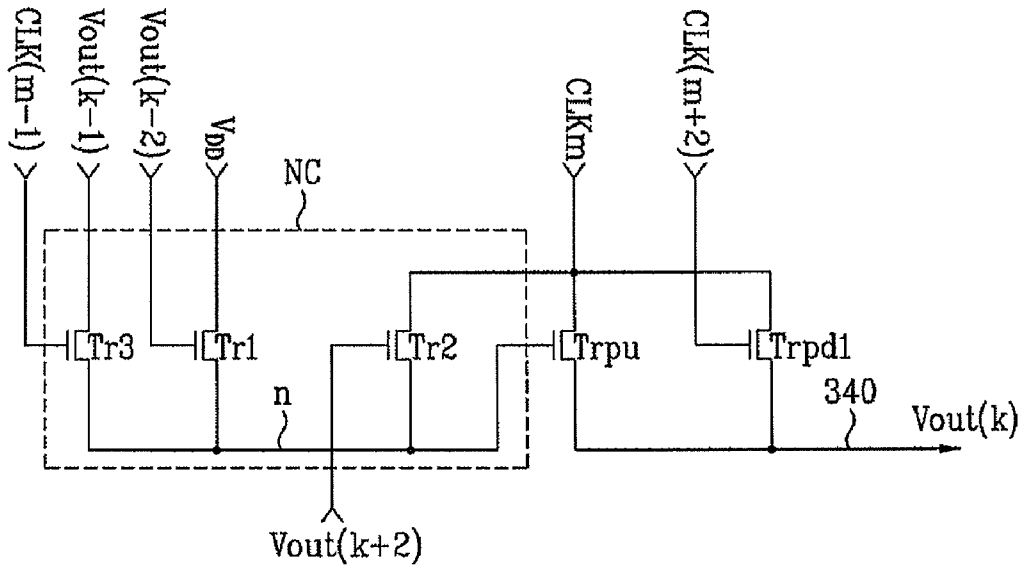 CLK(m-1)
Vout(k-1)
Vout(k-2)
VDD
CLKm
CLK(m+2)
NC
Tr3
Tr1
Tr2
Trpu
Trpd1
n
340
Vout(k)
Vout(k+2)